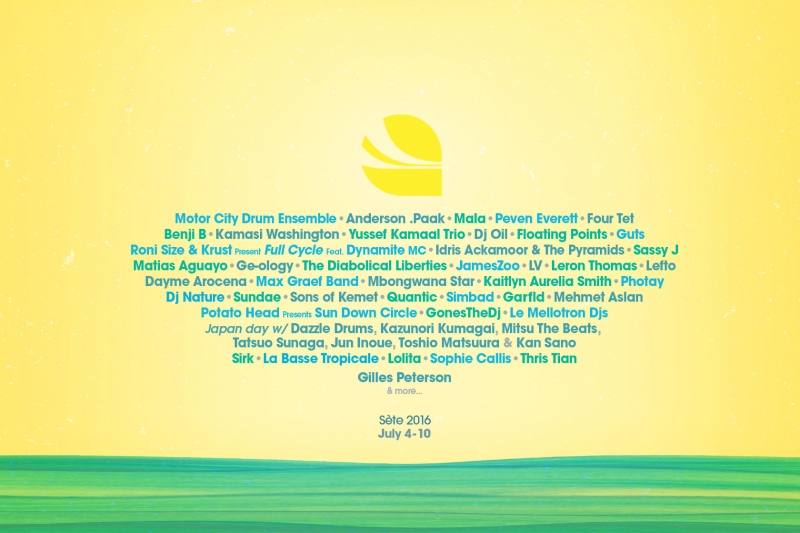 Motor City Drum Ensemble • Anderson .Paak • Mala • Peven Everett • Four Tet
Benji B • Kamasi Washington • Yussef Kamaal Trio • Dj Oil • Floating Points • Guts
Roni Size & Krust Present Full Cycle Feat. Dynamite MC • Idris Ackamoor & The Pyramids • Sassy J
Matias Aguayo • Ge-ology • The Diabolical Liberties • JamesZoo • LV • Leron Thomas • Lefto
Dayme Arocena • Max Graef Band • Mbongwana Star • Kaitlyn Aurelia Smith • Photay
Dj Nature • Sundae • Sons of Kemet • Quantic • Simbad • Garfld • Mehmet Aslan
Potato Head Presents Sun Down Circle • GonesTheDj • Le Mellotron Djs
Japan day w/ Dazzle Drums, Kazunori Kumagai, Mitsu The Beats,
Tatsuo Sunaga, Jun Inoue, Toshio Matsuura & Kan Sano
Sirk • La Basse Tropicale • Lolita • Sophie Callis • Thris Tian
Gilles Peterson
& more...
Sète 2016
July 4-10